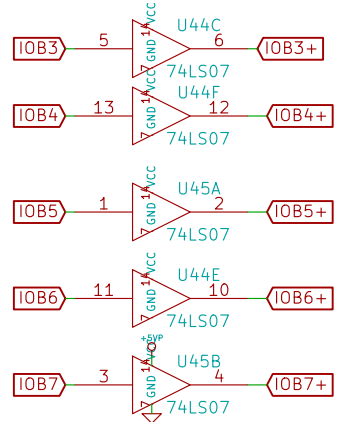 14 VCC U44C
IOB3 5 GND 6 IOB3+
7 74LS07
14 VCC U44F
IOB4 13 GND 12 IOB4+
7 74LS07
14 VCC U45A
IOB5 1 GND 2 IOB5+
7 74LS07
14 VCC U44E
IOB6 11 GND 10 IOB6+
7 74LS07
+5VP
14 U45B
IOB7 3 GND 4 IOB7+
7 74LS07